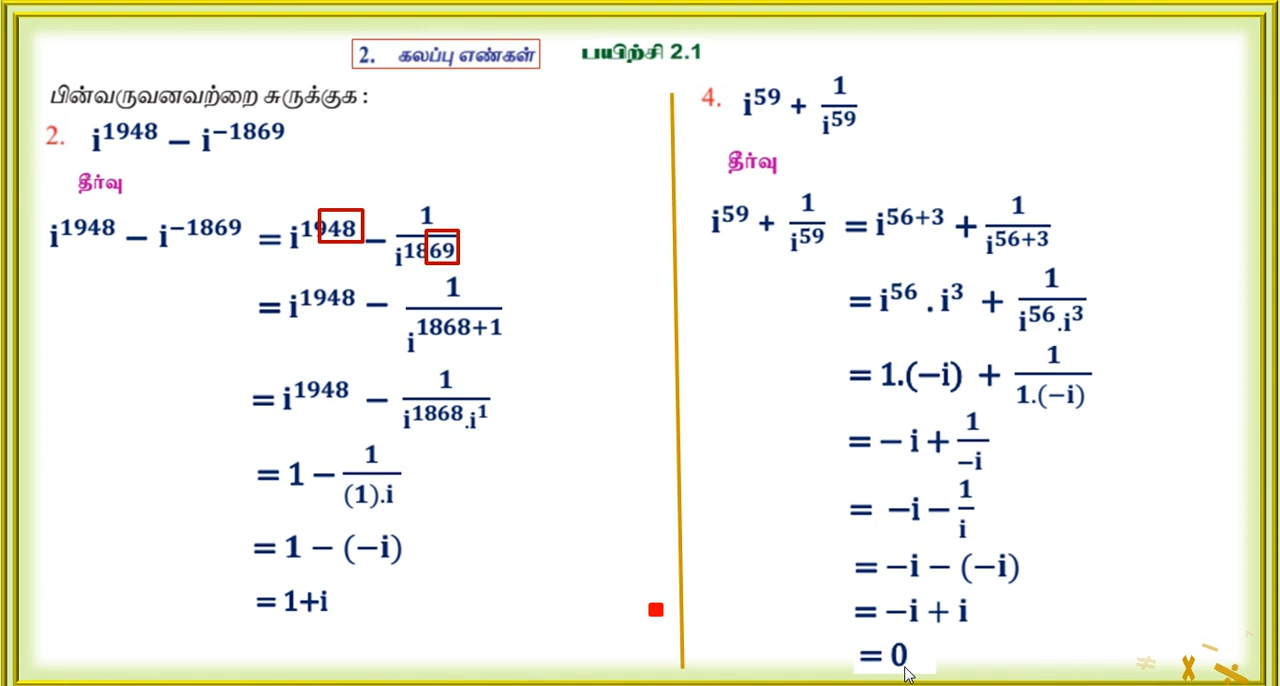 2. கலப்பு எண்கள் பயிற்சி 2.1
பின்வருவனவற்றை சுருக்குக :
2. i^1948 − i^−1869
தீர்வு
i^1948 − i^−1869 = i^1948 − 1/i^1869
= i^1948 − 1/i^1868+1
= i^1948 − 1/i^1868.i^1
= 1 − 1/(1).i
= 1 − (−i)
= 1+i
4. i^59 + 1/i^59
தீர்வு
i^59 + 1/i^59 = i^56+3 + 1/i^56+3
= i^56 . i^3 + 1/i^56.i^3
= 1.(−i) + 1/1.(−i)
= − i + 1/−i
= −i − 1/i
= −i − (−i)
= −i + i
= 0